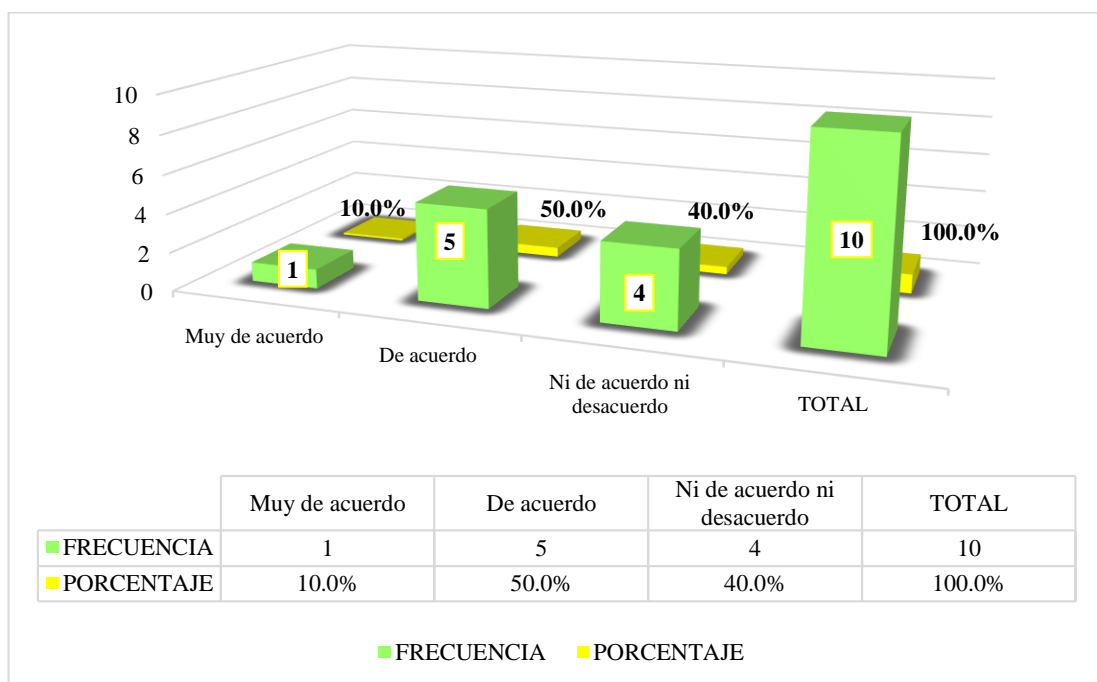 10
8
6
4
2
0
10.0%
50.0%
40.0%
100.0%
1
5
4
10
Muy de acuerdo
De acuerdo
Ni de acuerdo ni
desacuerdo
TOTAL
Muy de acuerdo De acuerdo Ni de acuerdo ni desacuerdo TOTAL
FRECUENCIA 1 5 4 10
PORCENTAJE 10.0% 50.0% 40.0% 100.0%
FRECUENCIA PORCENTAJE